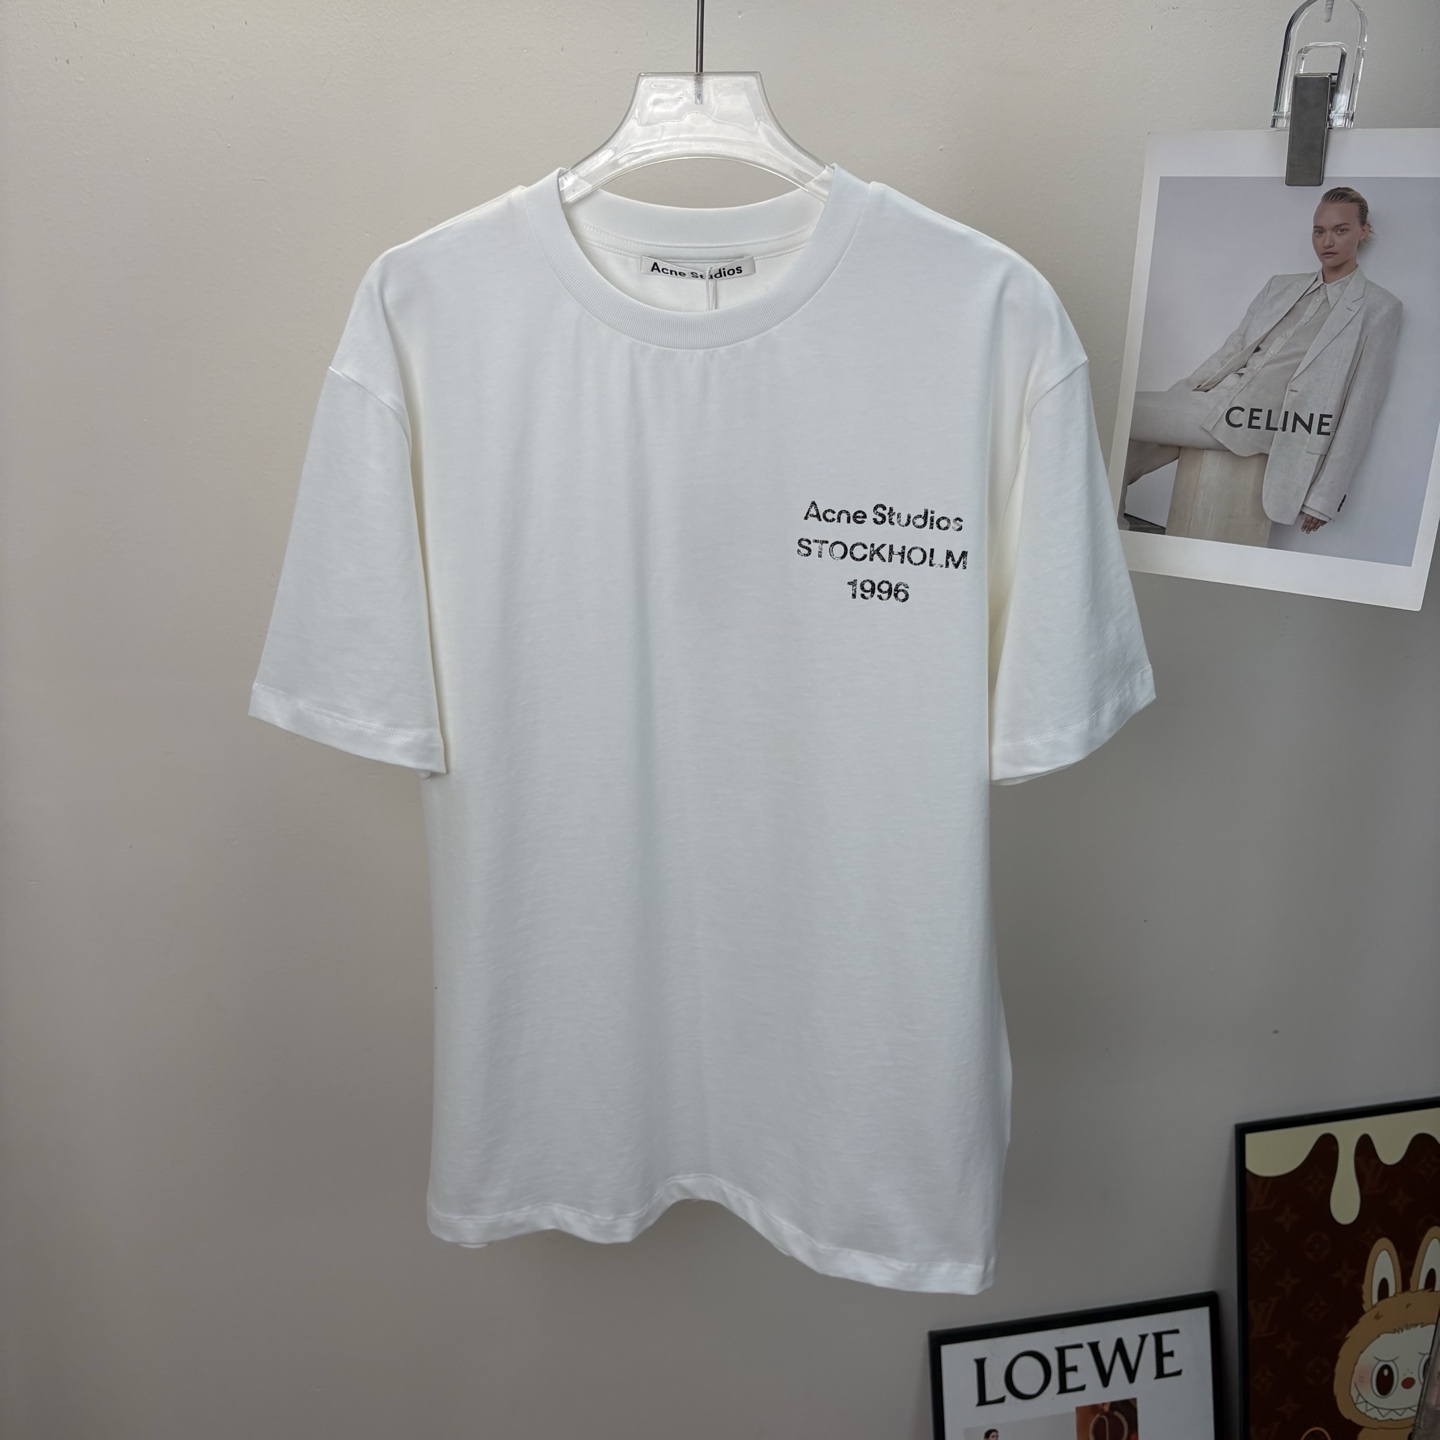 Acne Studios
Acne Studios
STOCKHOLM
1996
CELINE
LOEWE